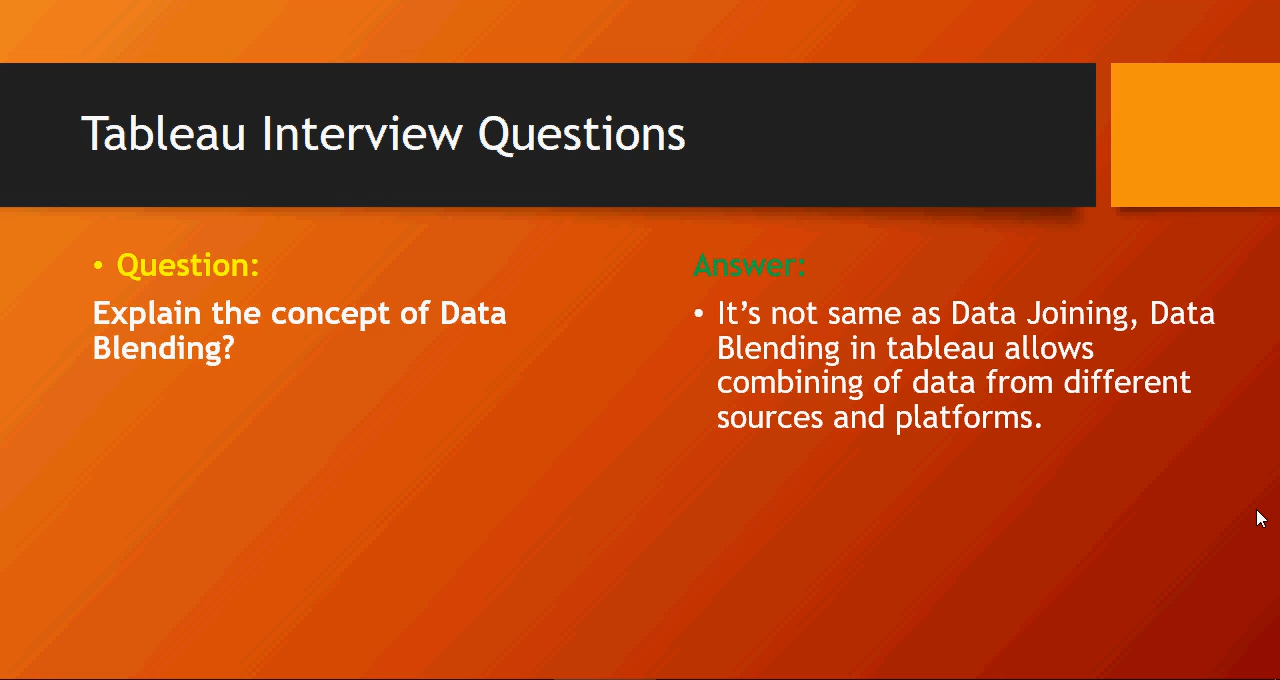 Tableau Interview Questions
• Question:
Explain the concept of Data
Blending?
Answer:
• It’s not same as Data Joining, Data
Blending in tableau allows
combining of data from different
sources and platforms.